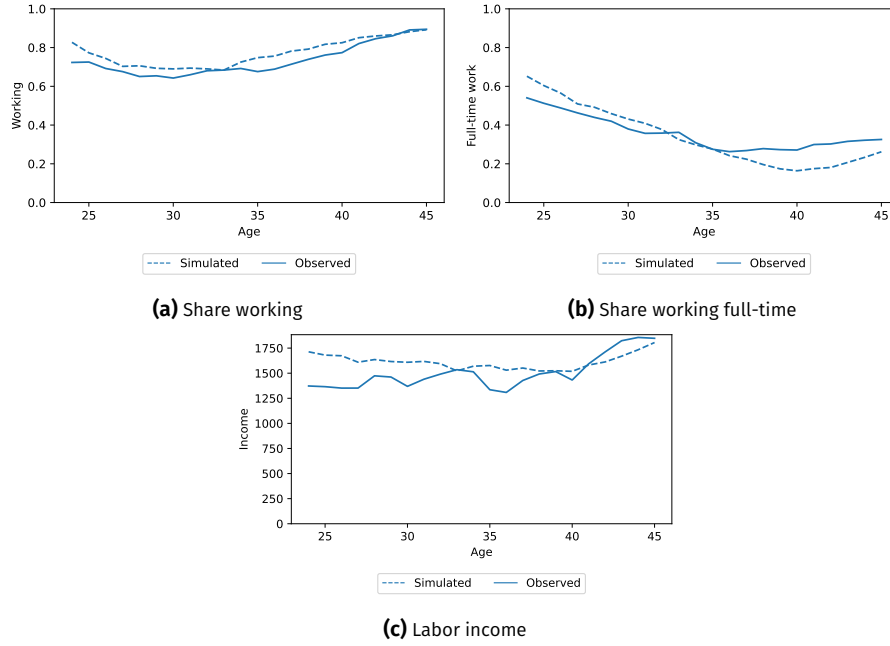 1.0
0.8
0.6
0.4
0.2
0.0
Working
25 30 35 40 45
Age
Simulated Observed
(a) Share working
1.0
0.8
0.6
0.4
0.2
0.0
Full-time work
25 30 35 40 45
Age
Simulated Observed
(b) Share working full-time
1750
1500
1250
1000
750
500
250
0
Income
25 30 35 40 45
Age
Simulated Observed
(c) Labor income